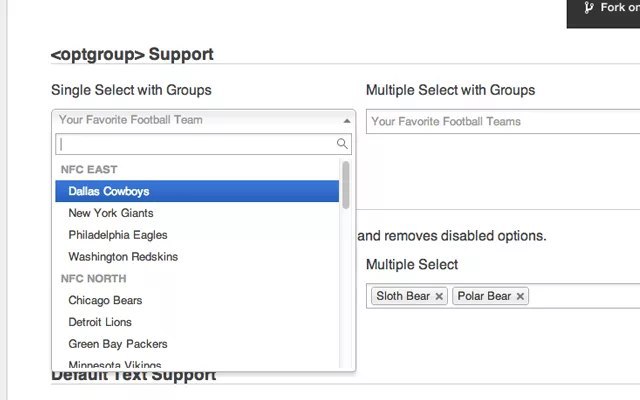 Fork on
<optgroup> Support
Single Select with Groups
Multiple Select with Groups
Your Favorite Football Team
Your Favorite Football Teams
NFC EAST
Dallas Cowboys
New York Giants
Philadelphia Eagles
Washington Redskins
NFC NORTH
Chicago Bears
Detroit Lions
Green Bay Packers
Minnesota Vikings
and removes disabled options.
Multiple Select
Sloth Bear
Polar Bear
Default Text Support